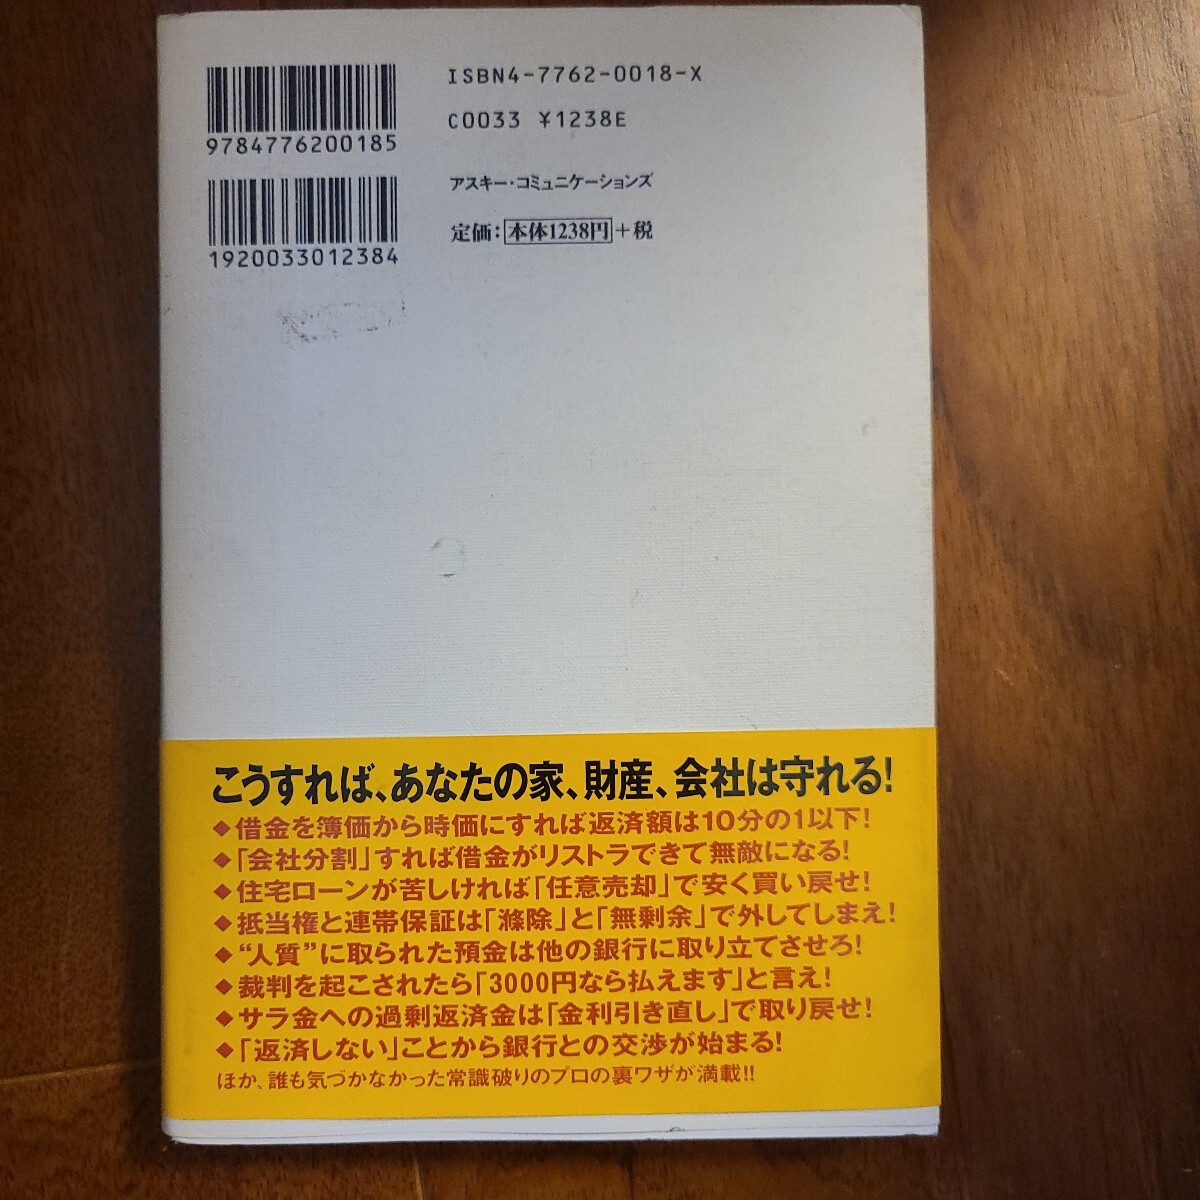 ISBN4-7762-0018-X
C0033 ¥1238E
9784776200185
アスキー・コミュニケーションズ
定価：本体1238円+税
1920033012384
こうすれば、あなたの家、財産、会社は守れる！
◆借金を簿価から時価にすれば返済額は10分の1以下！
◆「会社分割」すれば借金がリストラできて無敵になる！
◆住宅ローンが苦しければ「任意売却」で安く買い戻せ！
◆抵当権と連帯保証は「滌除」と「無剰余」で外してしまえ！
◆“人質”に取られた預金は他の銀行に取り立てさせろ！
◆裁判を起こされたら「3000円なら払えます」と言え！
◆サラ金への過剰返済金は「金利引き直し」で取り戻せ！
◆「返済しない」ことから銀行との交渉が始まる！
ほか、誰も気づかなかった常識破りのプロの裏ワザが満載!!